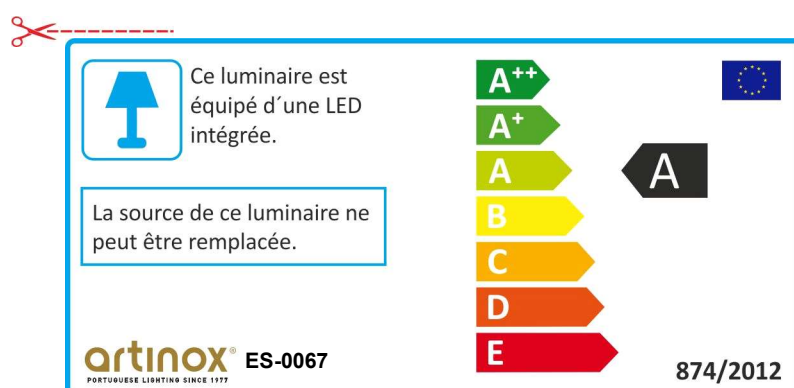 Ce luminaire est
équipé d´une LED
intégrée.
La source de ce luminaire ne
peut être remplacée.
artinox® ES-0067
PORTUGUESE LIGHTING SINCE 1977
A++
A+
A
B
C
D
E
A
874/2012